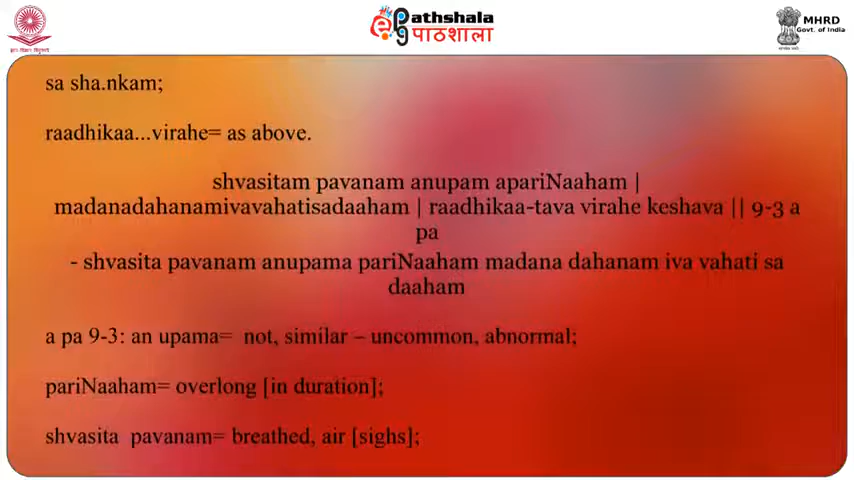 Pathshala
पाठशाला
MHRD
Govt. of India
sa sha.nkam;
raadhikaa...virahe= as above.
shvasitam pavanam anupam apariNaaham |
madanadahanamivavahatisadaaham | raadhikaa-tava virahe keshava || 9-3 a
pa
- shvasita pavanam anupama pariNaaham madana dahanam iva vahati sa
daaham
a pa 9-3: an upama=  not, similar – uncommon, abnormal;
pariNaaham= overlong [in duration];
shvasita  pavanam= breathed, air [sighs];